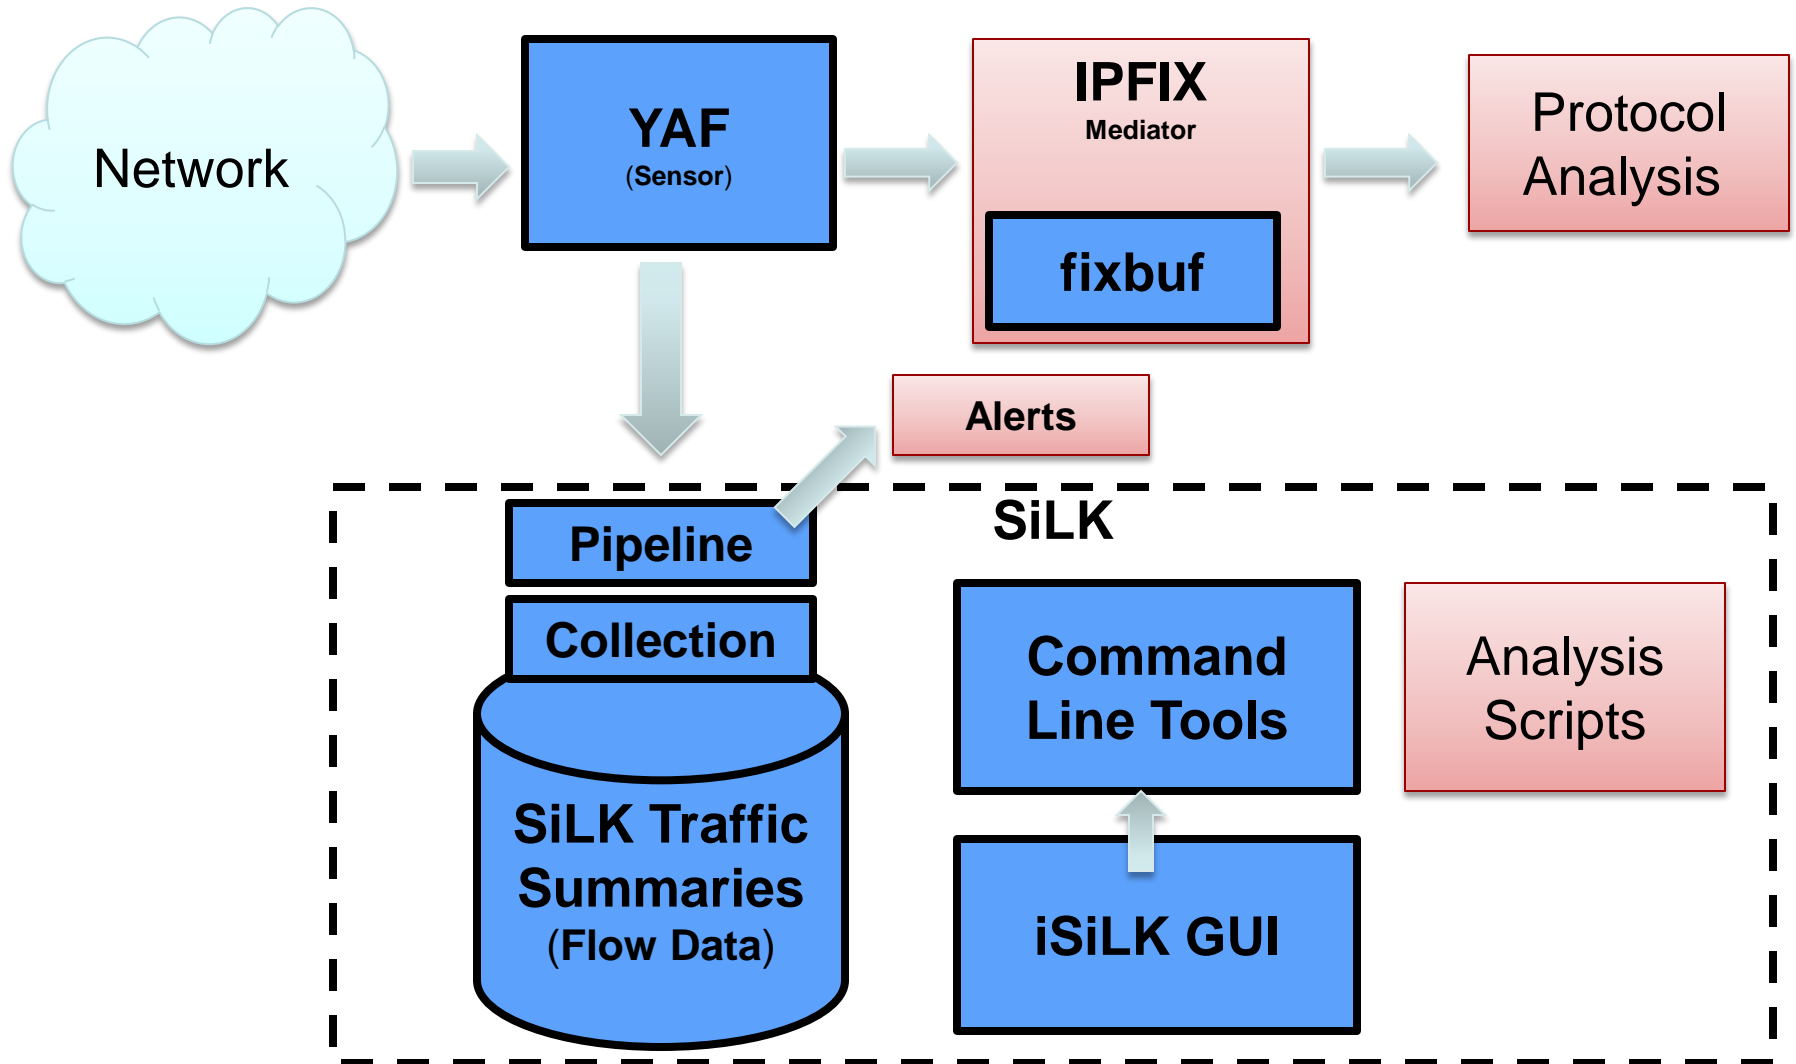 Network
YAF
(Sensor)
IPFIX
Mediator
fixbuf
Protocol
Analysis
Alerts
SiLK
Pipeline
Collection
SiLK Traffic
Summaries
(Flow Data)
Command
Line Tools
iSiLK GUI
Analysis
Scripts